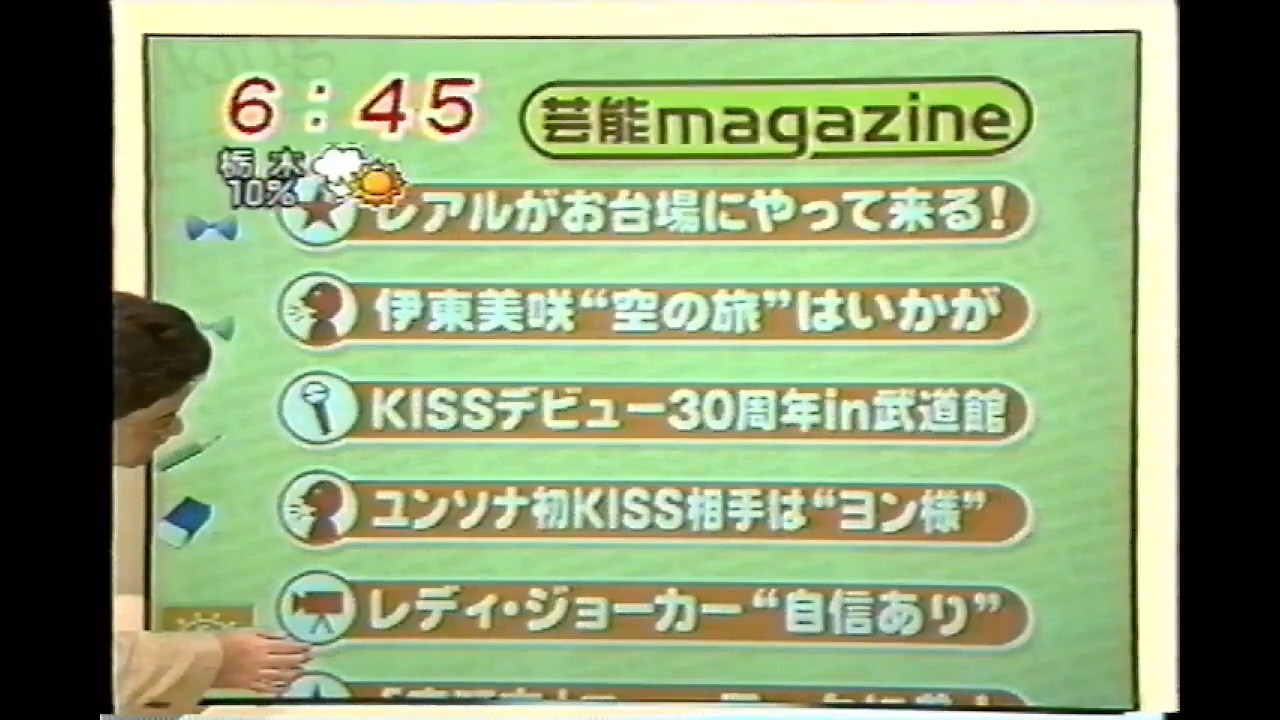 6:45
芸能magazine
栃木
10%
レアルがお台場にやって来る!
伊東美咲“空の旅”はいかが
KISSデビュー30周年in武道館
ユンソナ初KISS相手は“ヨン様”
レディ・ジョーカー“自信あり”